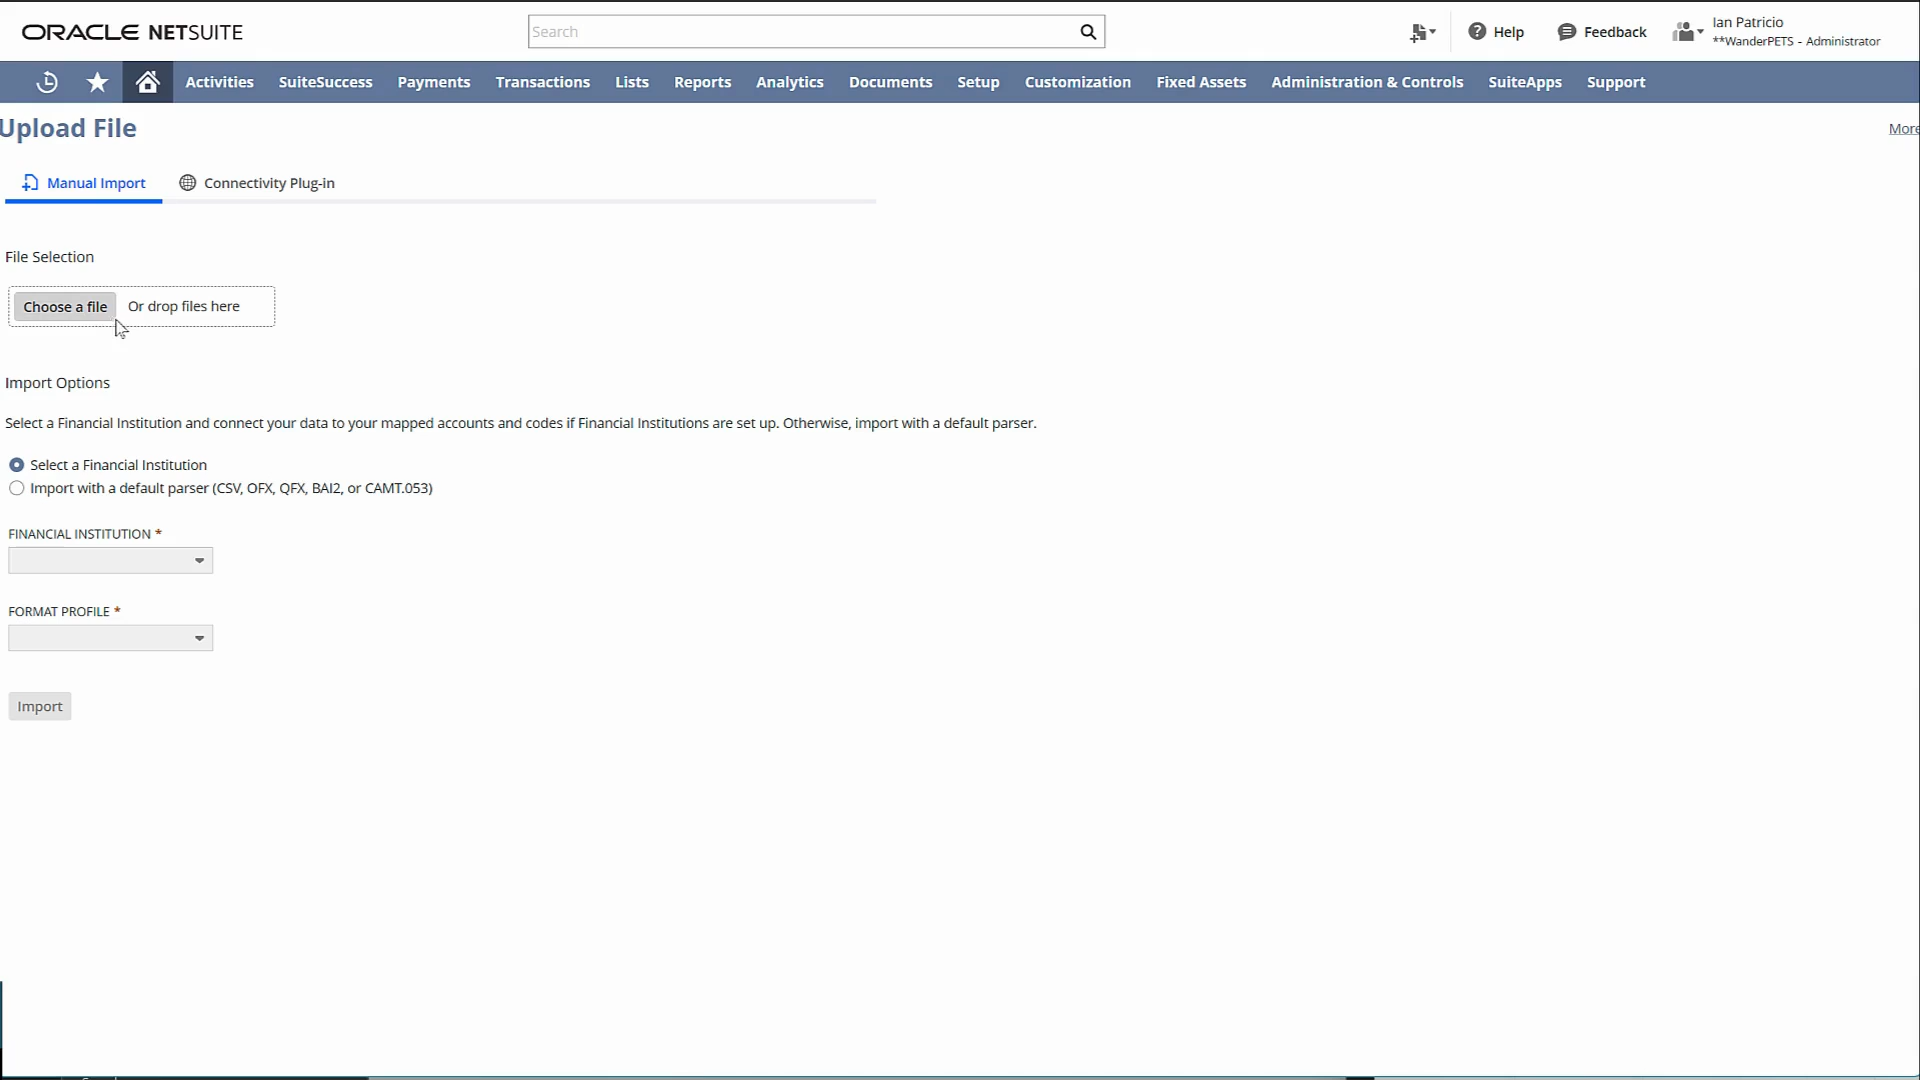 ORACLE NETSUITE
Search
Help
Feedback
Ian Patricio
**WanderPETS - Administrator
Activities
SuiteSuccess
Payments
Transactions
Lists
Reports
Analytics
Documents
Setup
Customization
Fixed Assets
Administration & Controls
SuiteApps
Support
Upload File
More
Manual Import
Connectivity Plug-in
File Selection
Choose a file
Or drop files here
Import Options
Select a Financial Institution and connect your data to your mapped accounts and codes if Financial Institutions are set up. Otherwise, import with a default parser.
Select a Financial Institution
Import with a default parser (CSV, OFX, QFX, BAI2, or CAMT.053)
FINANCIAL INSTITUTION *
FORMAT PROFILE *
Import